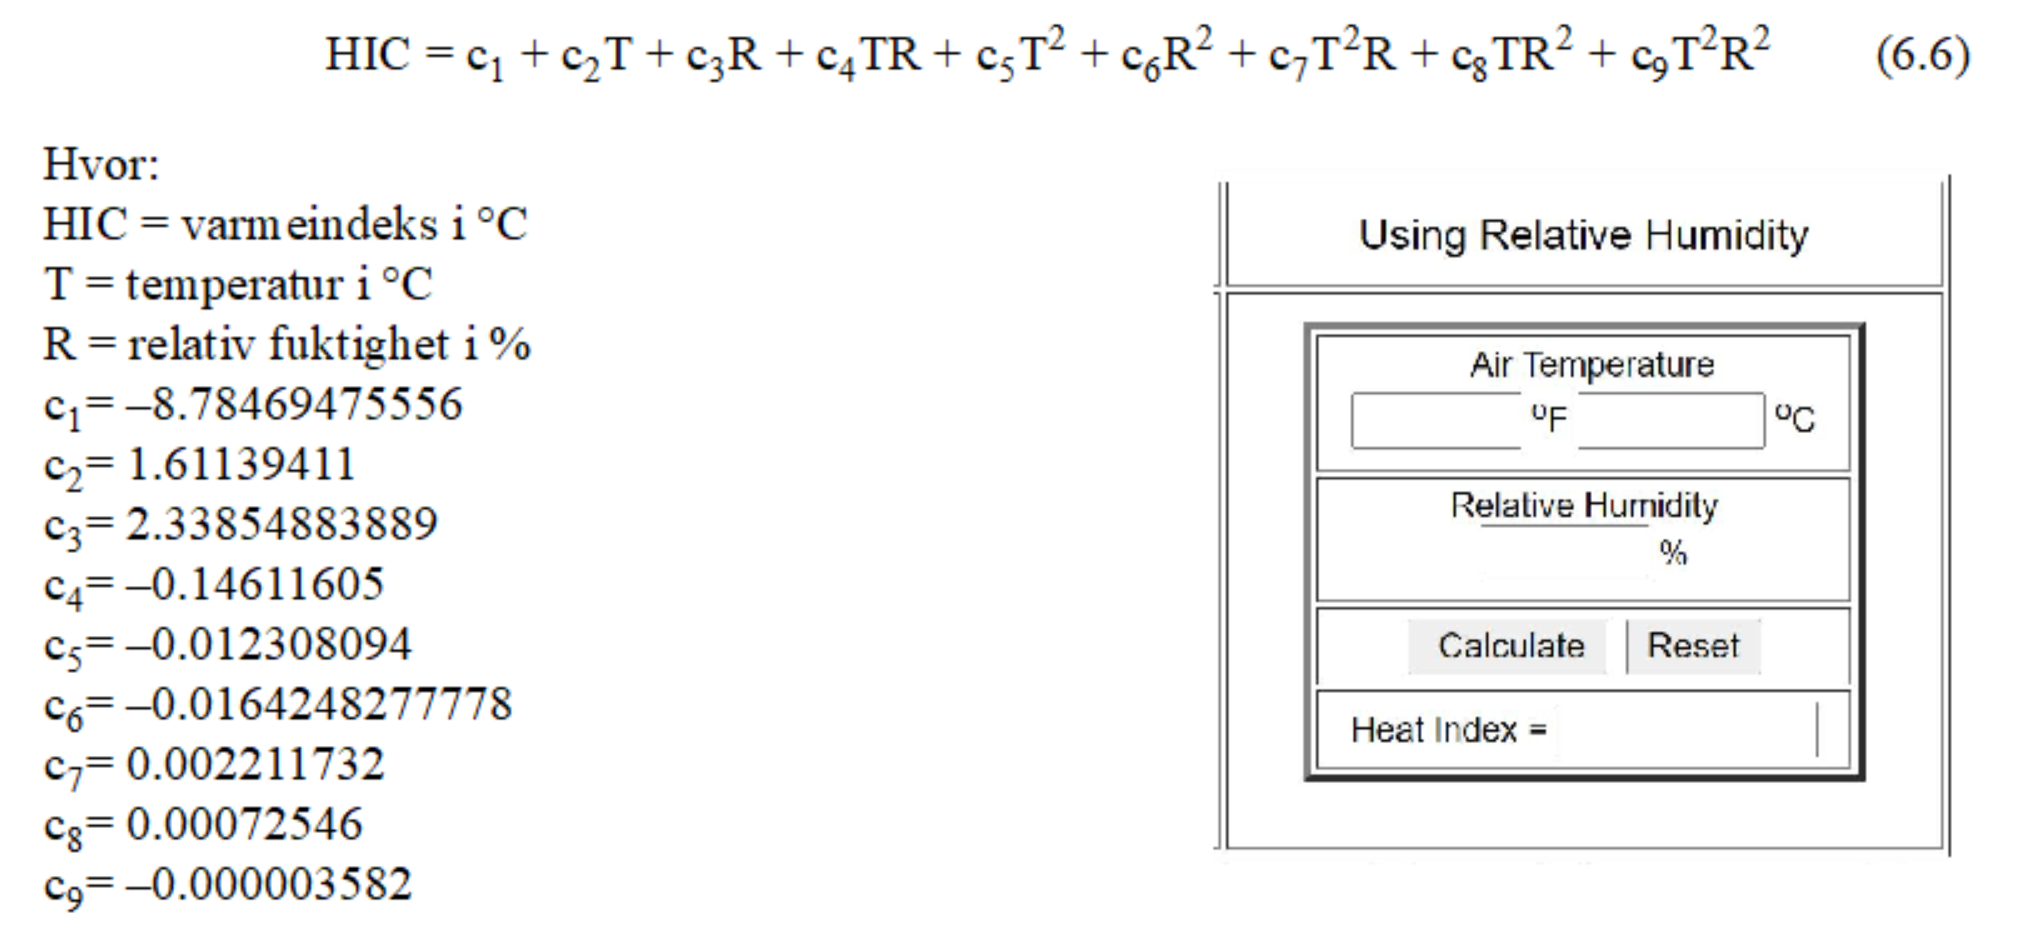 HIC = c₁ + c₂T + c₃R + c₄TR + c₅T² + c₆R² + c₇T²R + c₈TR² + c₉T²R² (6.6)
Hvor:
HIC = varmeindeks i °C
T = temperatur i °C
R = relativ fuktighet i %
c₁= –8.78469475556
c₂= 1.61139411
c₃= 2.33854883889
c₄= –0.14611605
c₅= –0.012308094
c₆= –0.0164248277778
c₇= 0.002211732
c₈= 0.00072546
c₉= –0.000003582
Using Relative Humidity
Air Temperature
ºF ºC
Relative Humidity
%
Calculate Reset
Heat Index =